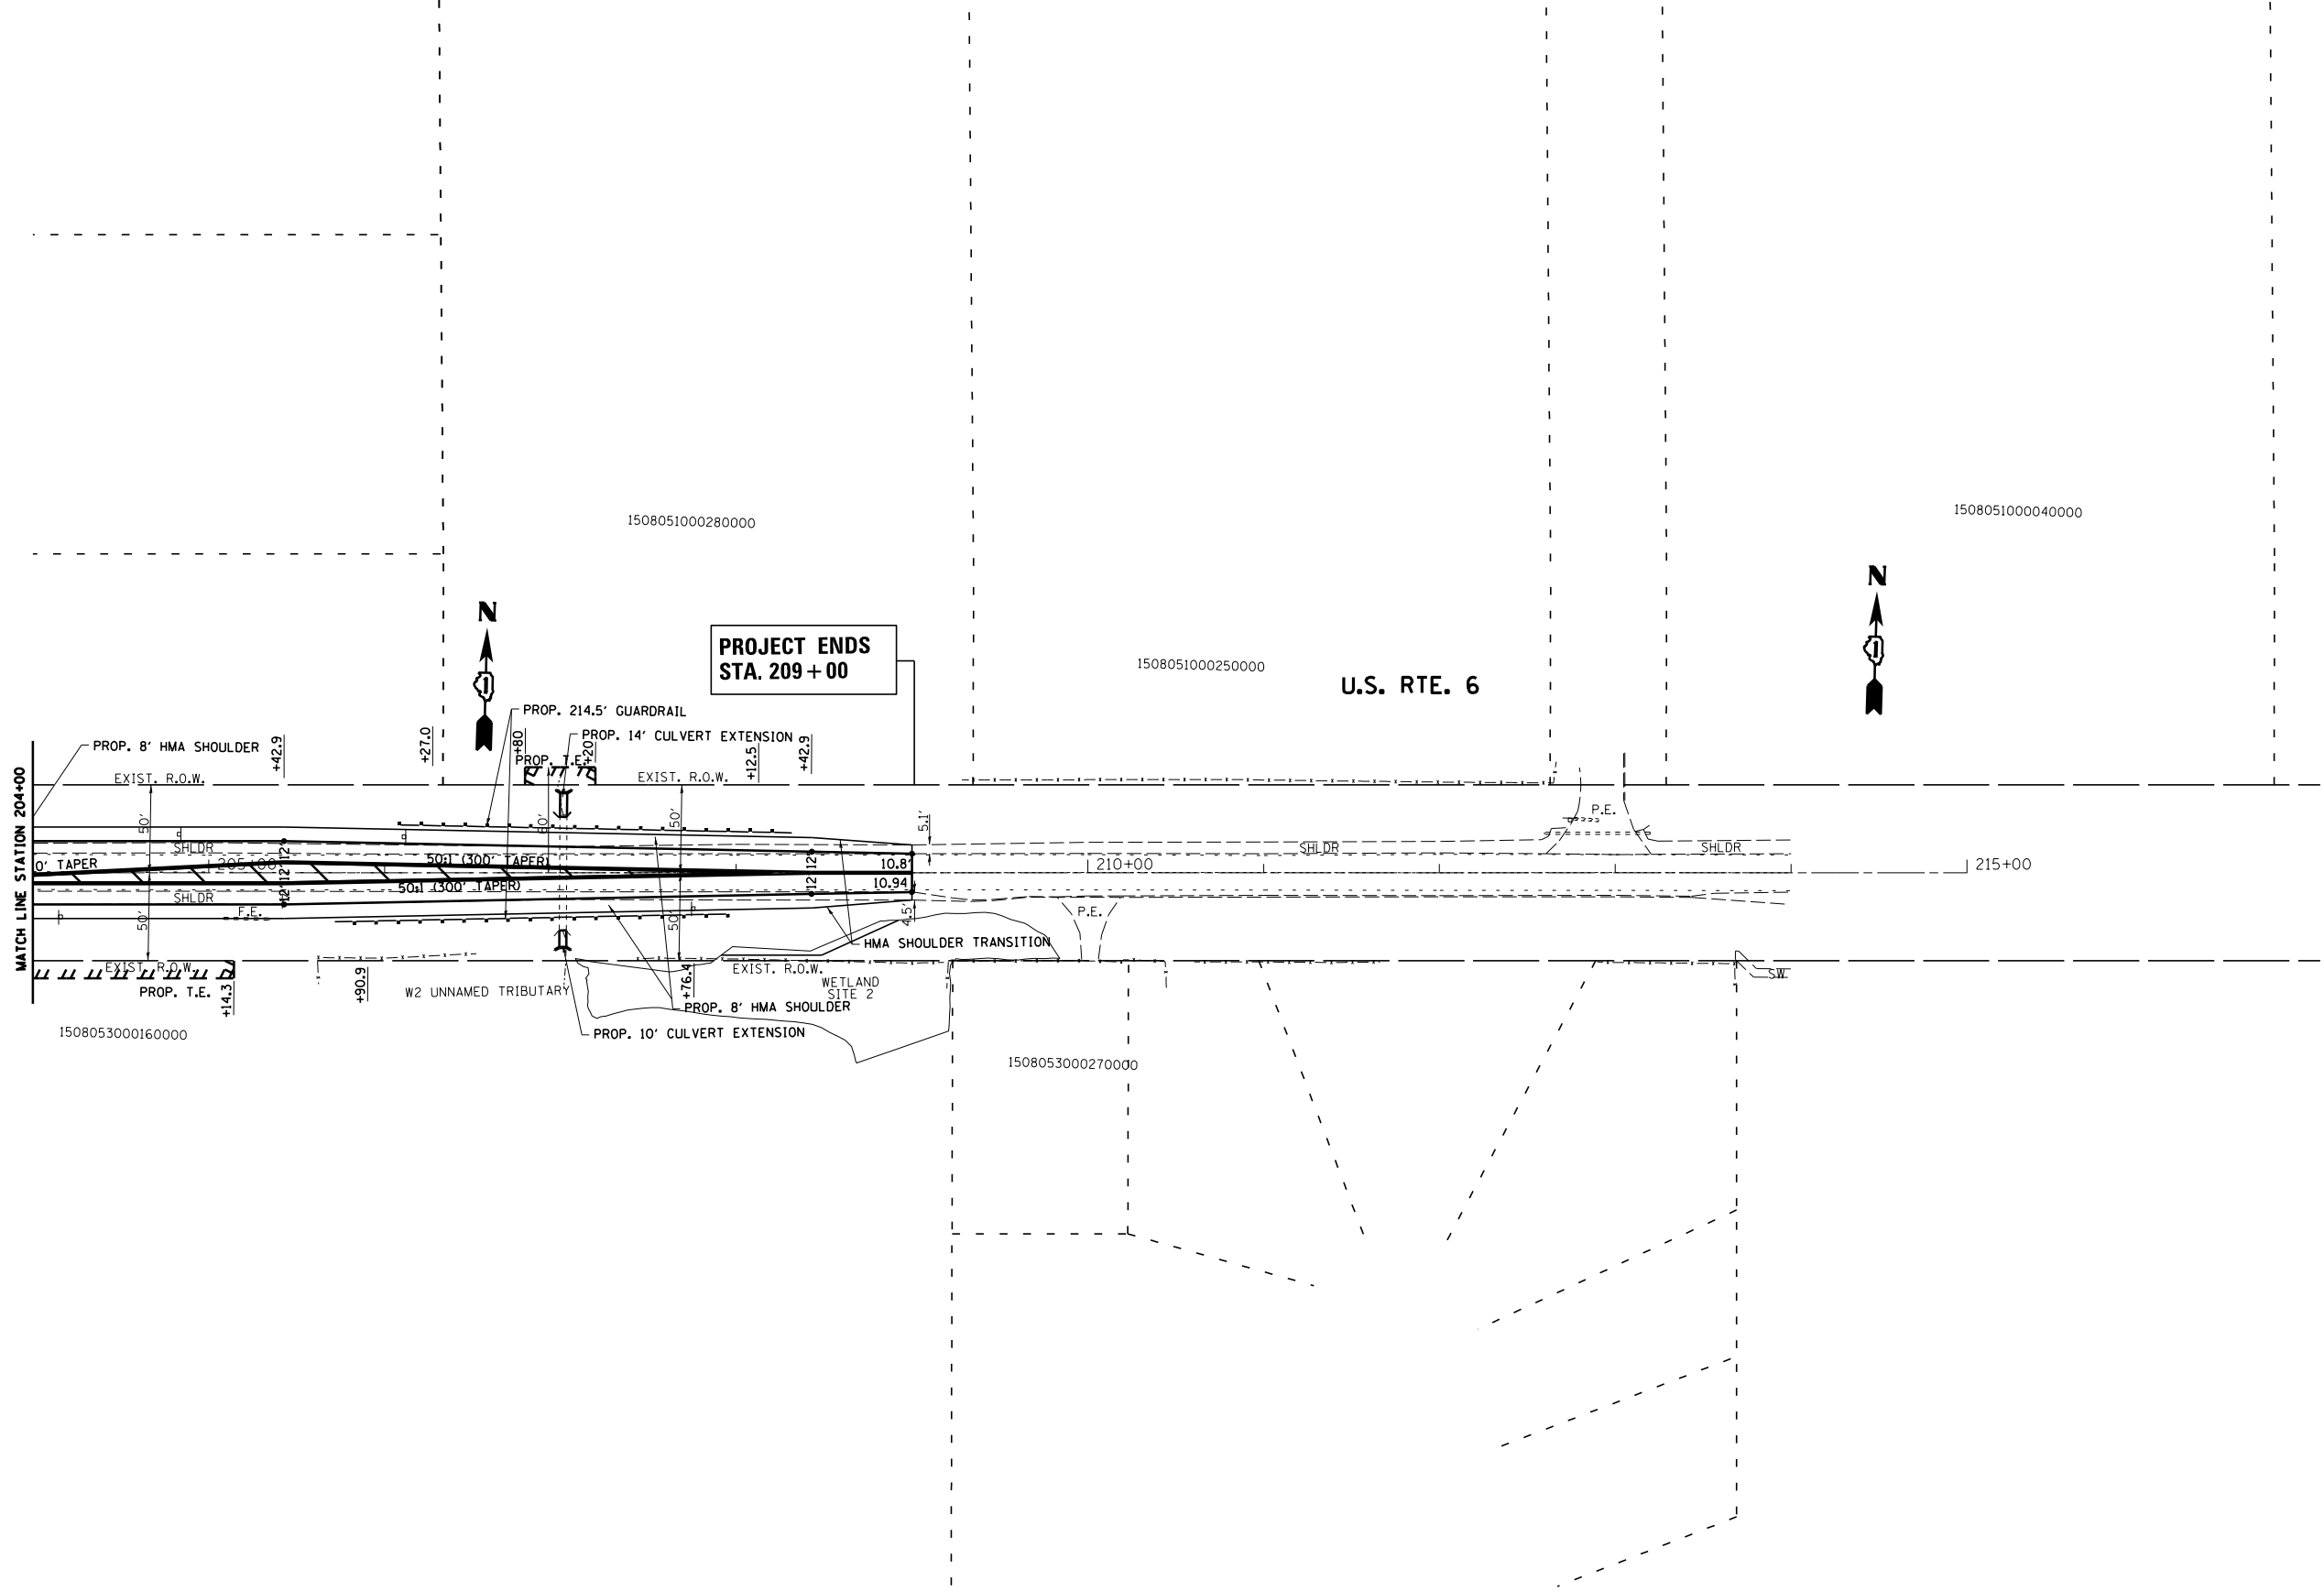 1508051000280000
1508051000040000
N
N
PROJECT ENDS
STA. 209+00
1508051000250000
U.S. RTE. 6
PROP. 214.5' GUARDRAIL
PROP. 14' CULVERT EXTENSION
PROP. 8' HMA SHOULDER
+42.9
+27.0
+80
+20
+12.5
+42.9
PROP. T.E.
EXIST. R.O.W.
EXIST. R.O.W.
MATCH LINE STATION 204+00
50'
60'
50'
5.1'
P.E.
SHLDR
SHLDR
SHLDR
0' TAPER
205+00
12'
12'
12'
50:1 (300' TAPER)
50:1 (300' TAPER)
12'
12'
10.8'
10.94
210+00
215+00
SHLDR
F.E.
50'
50'
4.5'
P.E.
HMA SHOULDER TRANSITION
EXIST. R.O.W.
EXIST. R.O.W.
PROP. T.E.
+14.3
+90.9
+76.4
W2 UNNAMED TRIBUTARY
WETLAND
SITE 2
SW
PROP. 8' HMA SHOULDER
PROP. 10' CULVERT EXTENSION
1508053000160000
1508053000270000